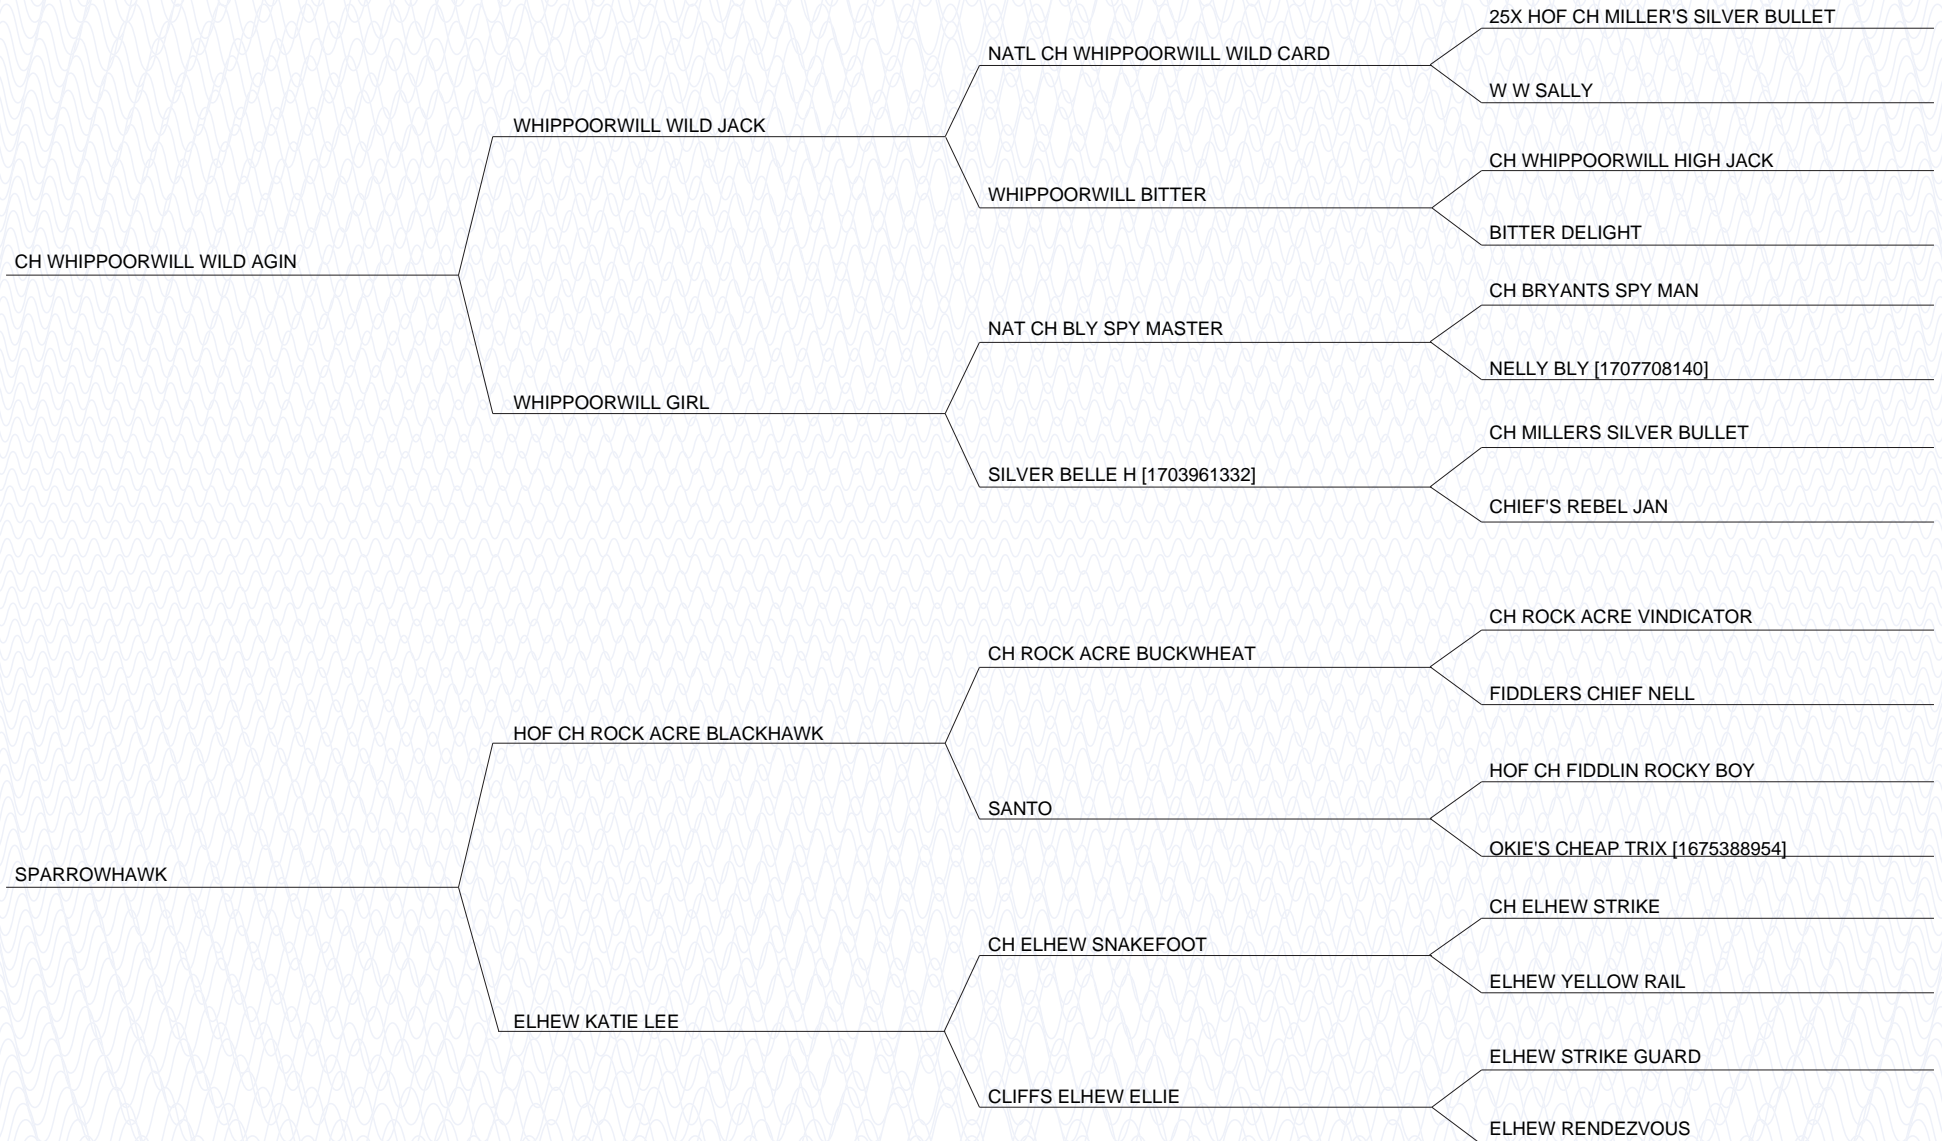 25X HOF CH MILLER'S SILVER BULLET
NATL CH WHIPPOORWILL WILD CARD
W W SALLY
WHIPPOORWILL WILD JACK
CH WHIPPOORWILL HIGH JACK
WHIPPOORWILL BITTER
BITTER DELIGHT
CH WHIPPOORWILL WILD AGIN
CH BRYANTS SPY MAN
NAT CH BLY SPY MASTER
NELLY BLY [1707708140]
WHIPPOORWILL GIRL
CH MILLERS SILVER BULLET
SILVER BELLE H [1703961332]
CHIEF'S REBEL JAN
CH ROCK ACRE VINDICATOR
CH ROCK ACRE BUCKWHEAT
FIDDLERS CHIEF NELL
HOF CH ROCK ACRE BLACKHAWK
HOF CH FIDDLIN ROCKY BOY
SANTO
OKIE'S CHEAP TRIX [1675388954]
SPARROWHAWK
CH ELHEW STRIKE
CH ELHEW SNAKEFOOT
ELHEW YELLOW RAIL
ELHEW KATIE LEE
ELHEW STRIKE GUARD
CLIFFS ELHEW ELLIE
ELHEW RENDEZVOUS